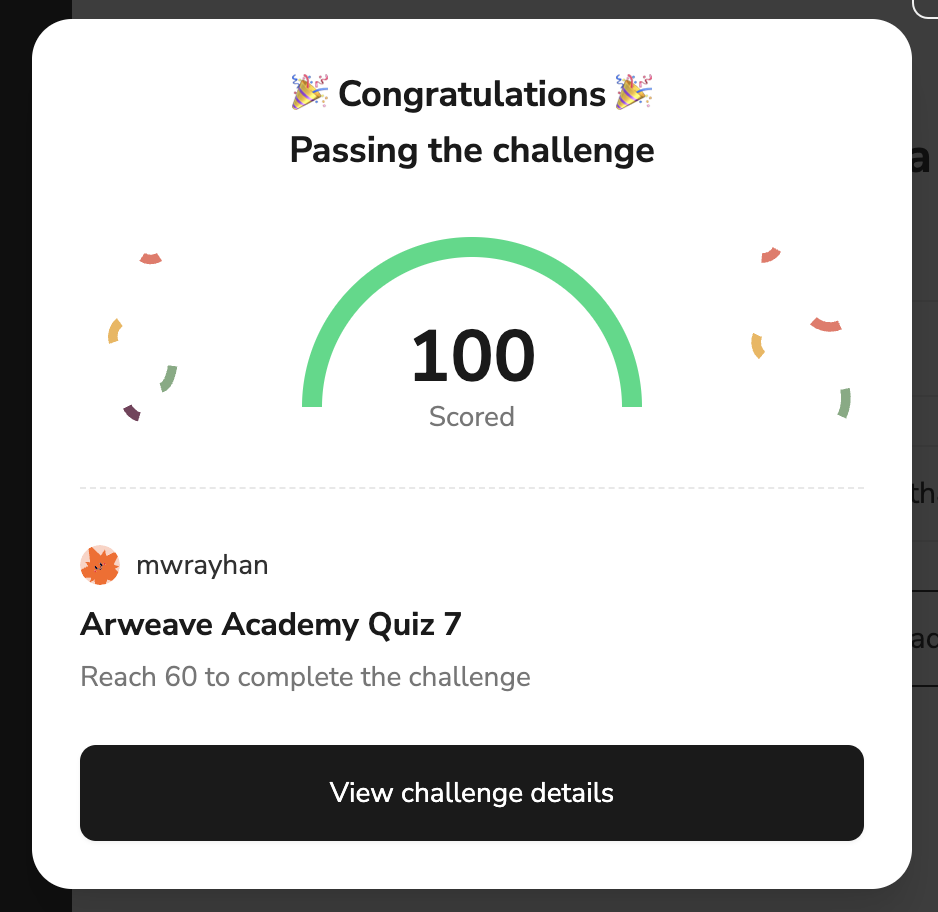 🎉 Congratulations 🎉
Passing the challenge
100
Scored
mwrayhan
Arweave Academy Quiz 7
Reach 60 to complete the challenge
View challenge details
a
th